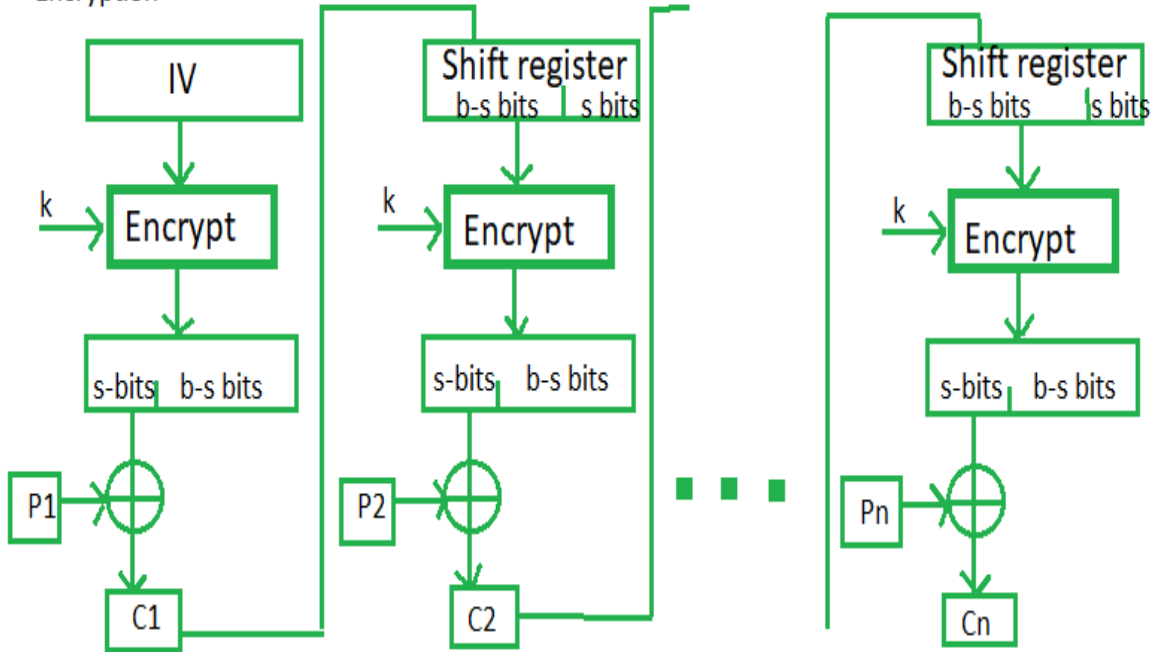 Encryption
IV
Shift register
b-s bits s bits
Shift register
b-s bits s bits
k
Encrypt
k
Encrypt
k
Encrypt
s-bits b-s bits
s-bits b-s bits
s-bits b-s bits
P1
P2
Pn
C1
C2
Cn